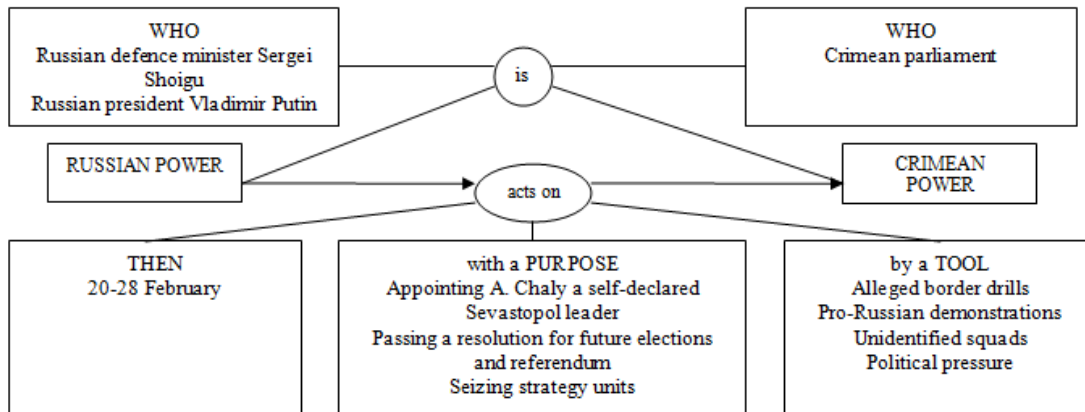 WHO
Russian defence minister Sergei
Shoigu
Russian president Vladimir Putin
is
WHO
Crimean parliament
RUSSIAN POWER
acts on
CRIMEAN
POWER
THEN
20-28 February
with a PURPOSE
Appointing A. Chaly a self-declared
Sevastopol leader
Passing a resolution for future elections
and referendum
Seizing strategy units
by a TOOL
Alleged border drills
Pro-Russian demonstrations
Unidentified squads
Political pressure